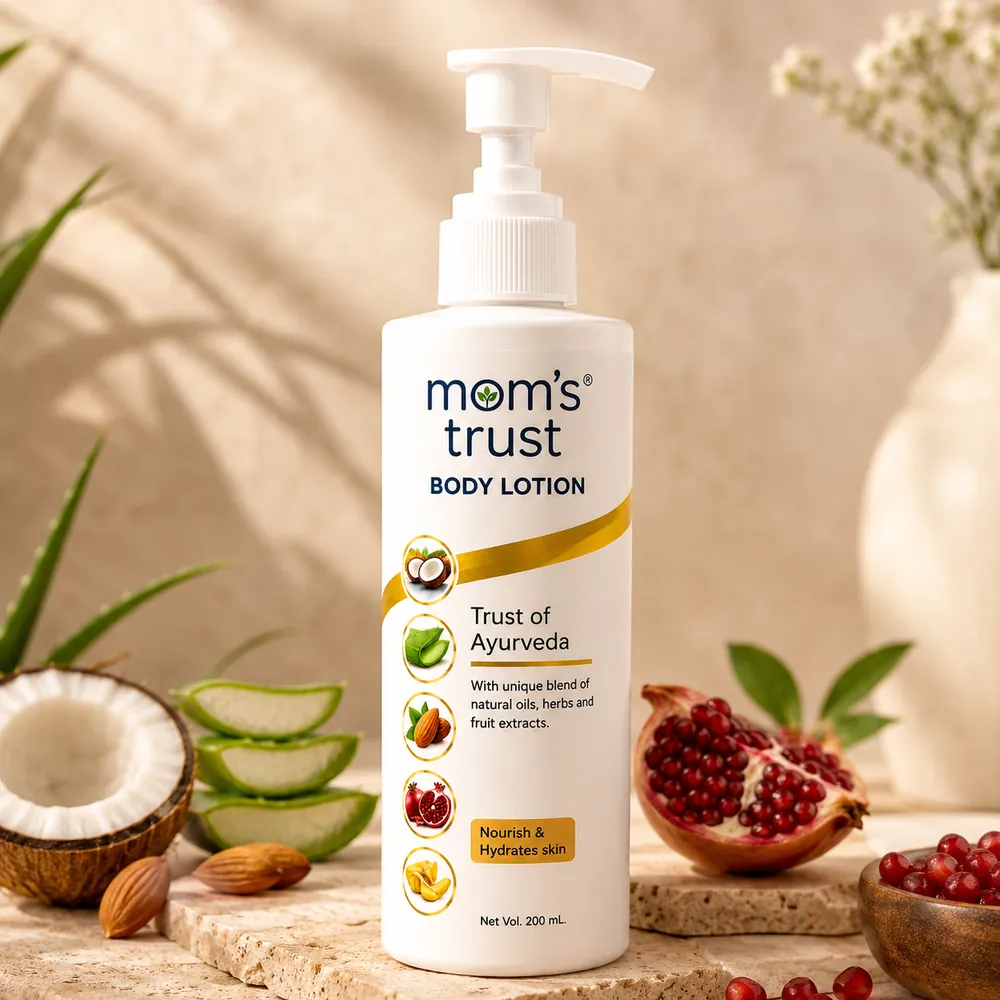 mom's®
trust
BODY LOTION
Trust of
Ayurveda
With unique blend of
natural oils, herbs and
fruit extracts.
Nourish &
Hydrates skin
Net Vol. 200 mL.